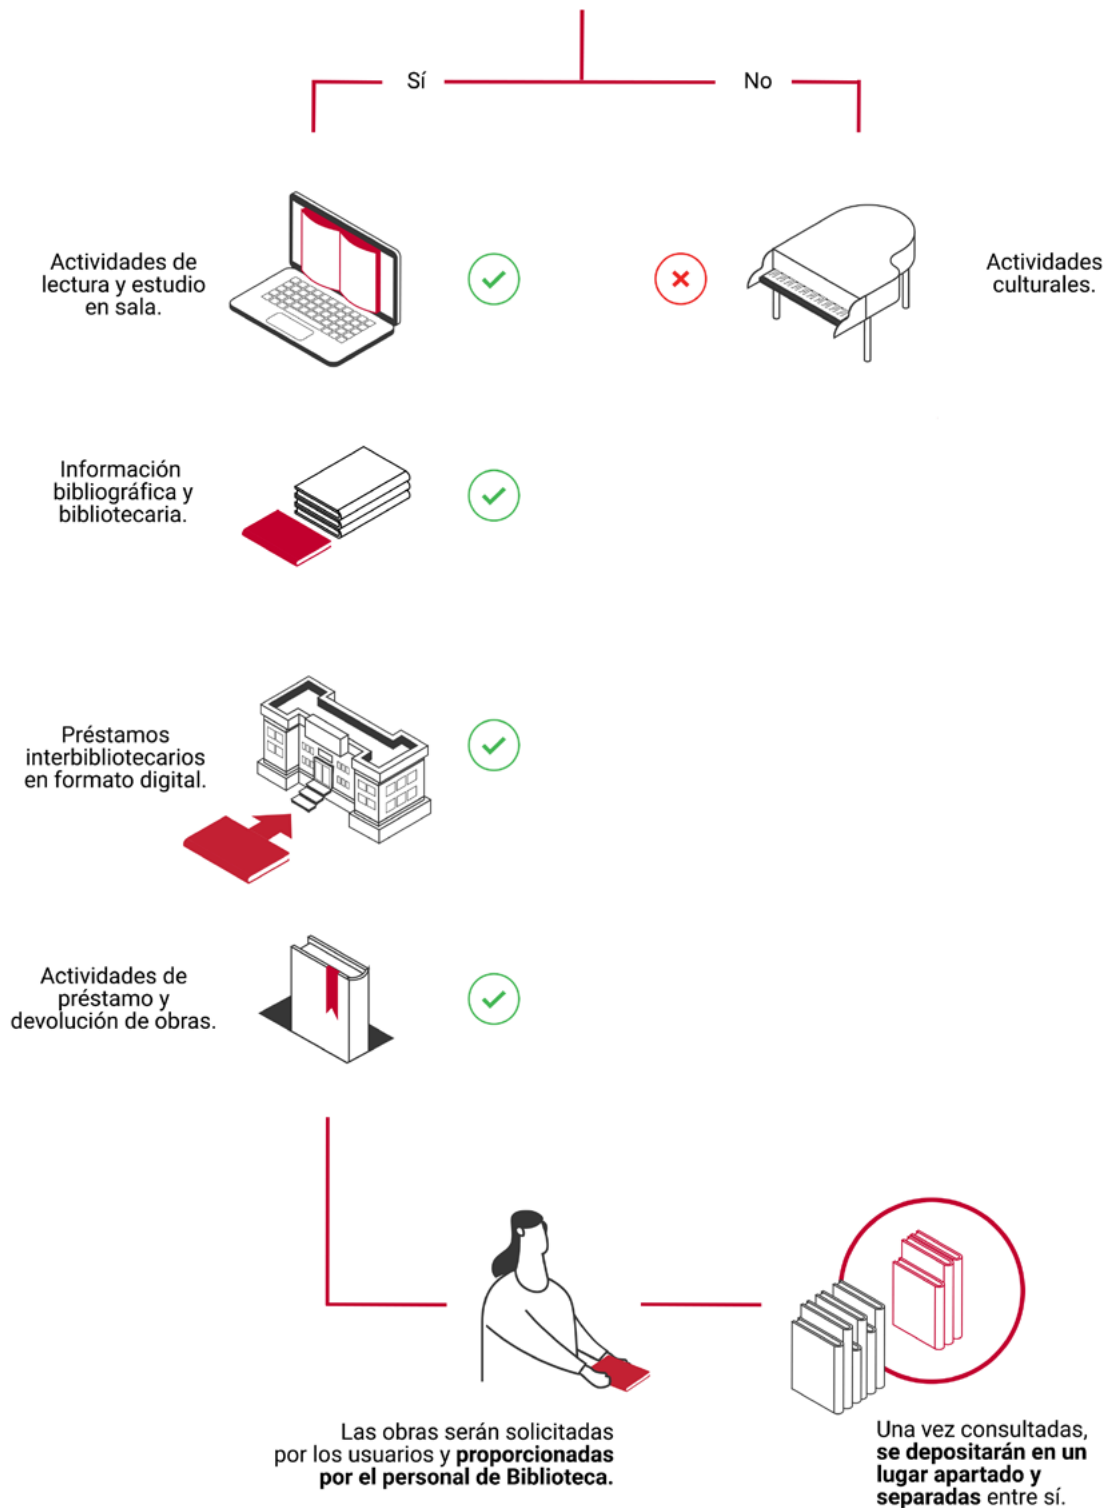 Sí
No
Actividades de
lectura y estudio
en sala.
Actividades
culturales.
Información
bibliográfica y
bibliotecaria.
Préstamos
interbibliotecarios
en formato digital.
Actividades de
préstamo y
devolución de obras.
Las obras serán solicitadas
por los usuarios y proporcionadas
por el personal de Biblioteca.
Una vez consultadas,
se depositarán en un
lugar apartado y
separadas entre sí.